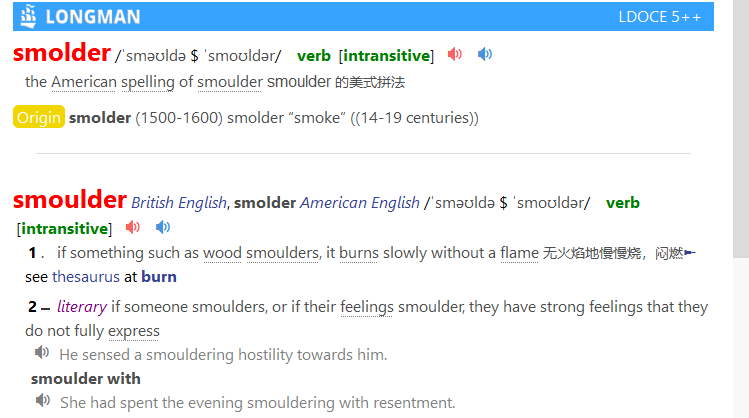 LONGMAN LDOCE 5++
smolder /ˈsməʊldə $ ˈsmoʊldər/ verb [intransitive]
the American spelling of smoulder smoulder 的美式拼法
Origin smolder (1500-1600) smolder “smoke” ((14-19 centuries))
smoulder British English, smolder American English /ˈsməʊldə $ ˈsmoʊldər/ verb
[intransitive]
1 . if something such as wood smoulders, it burns slowly without a flame 无火焰地慢慢烧，闷燃➼
see thesaurus at burn
2 – literary if someone smoulders, or if their feelings smoulder, they have strong feelings that they
do not fully express
He sensed a smouldering hostility towards him.
smoulder with
She had spent the evening smouldering with resentment.